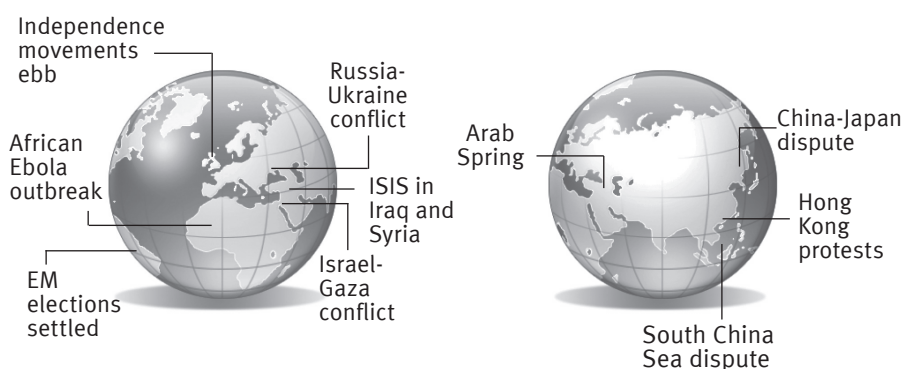 Independence
movements
ebb
Russia-
Ukraine
conflict
African
Ebola
outbreak
ISIS in
Iraq and
Syria
Israel-
Gaza
conflict
EM
elections
settled
Arab
Spring
China-Japan
dispute
Hong
Kong
protests
South China
Sea dispute